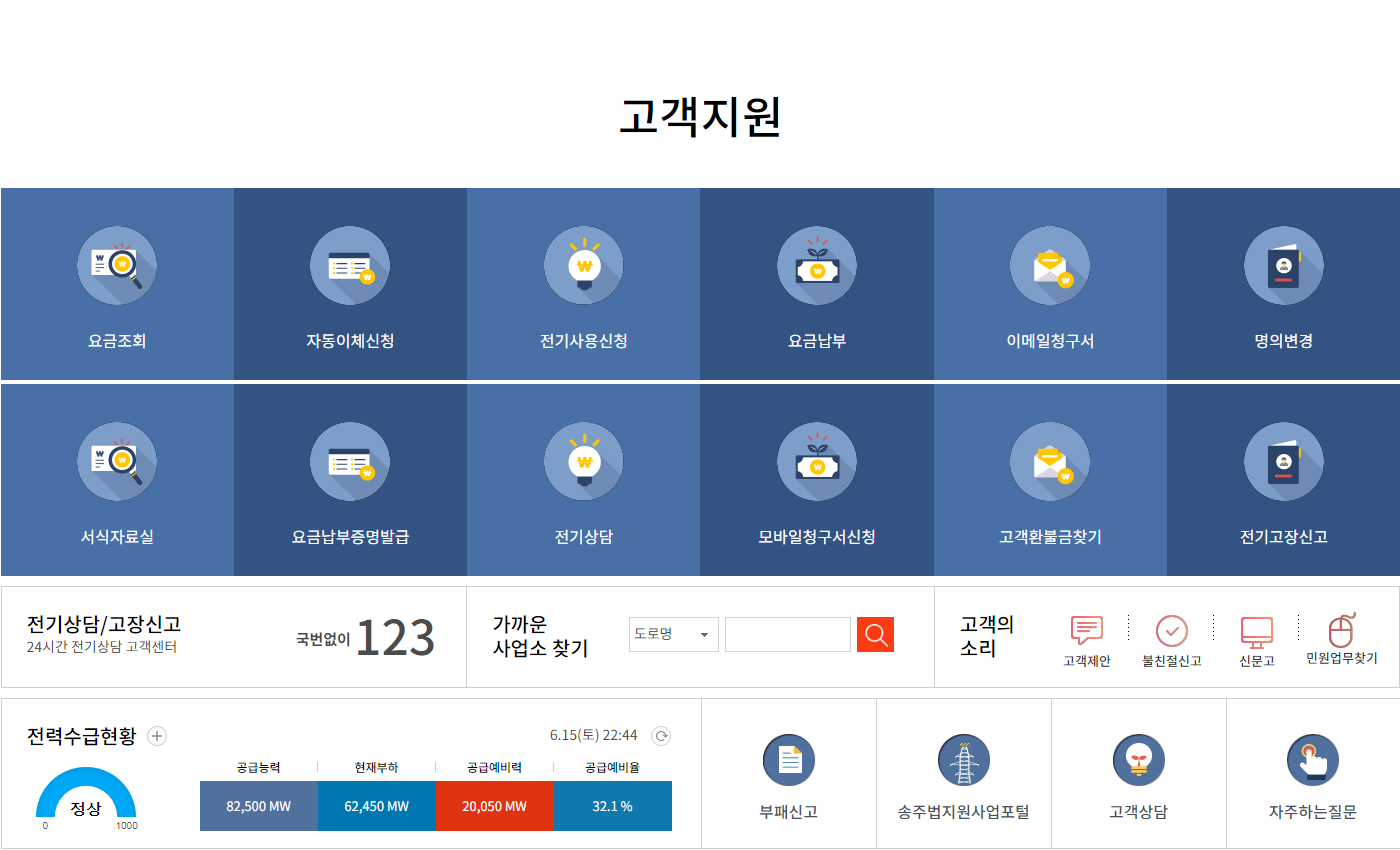 고객지원
요금조회
자동이체신청
전기사용신청
요금납부
이메일청구서
명의변경
서식자료실
요금납부증명발급
전기상담
모바일청구서신청
고객환불금찾기
전기고장신고
전기상담/고장신고
24시간 전기상담 고객센터
국번없이 123
가까운
사업소 찾기
도로명
고객의
소리
고객제안
불친절신고
신문고
민원업무찾기
전력수급현황
6.15(토) 22:44
정상
0 1000
공급능력 현재부하 공급예비력 공급예비율
82,500 MW 62,450 MW 20,050 MW 32.1 %
부패신고
송주법지원사업포털
고객상담
자주하는질문